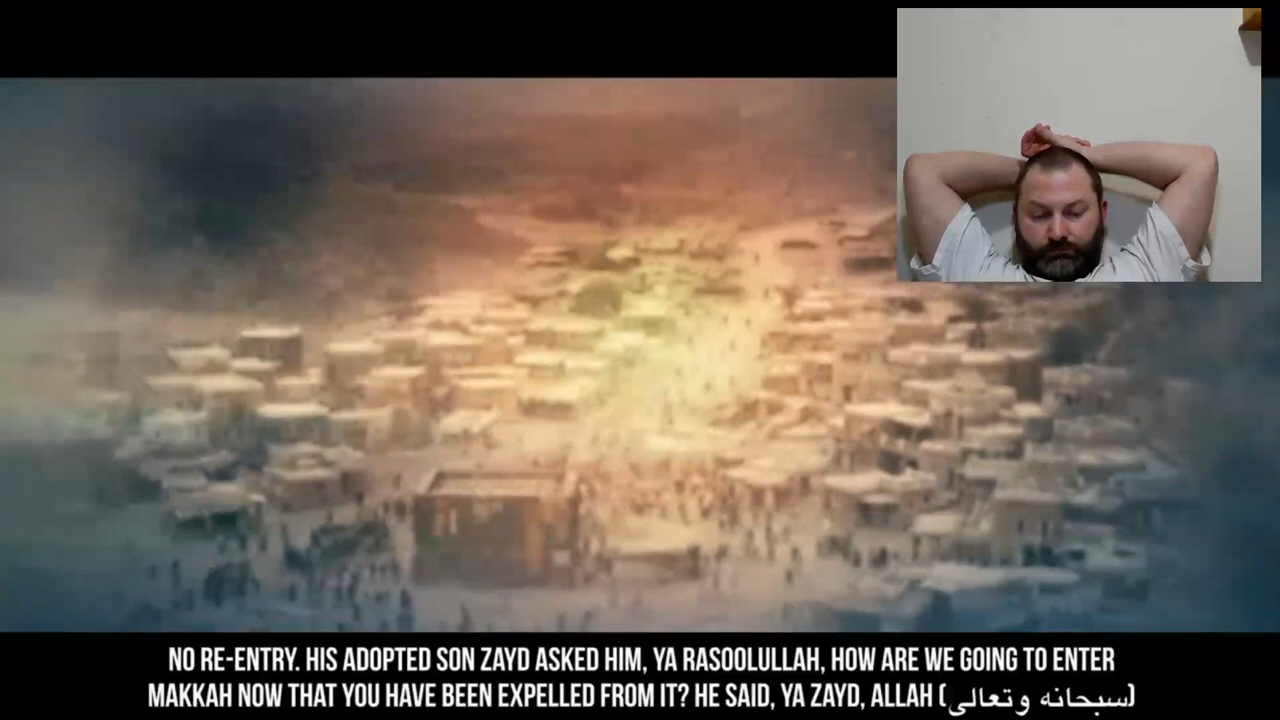 NO RE-ENTRY. HIS ADOPTED SON ZAYD ASKED HIM, YA RASOOLULLAH, HOW ARE WE GOING TO ENTER
MAKKAH NOW THAT YOU HAVE BEEN EXPELLED FROM IT? HE SAID, YA ZAYD, ALLAH (سبحانه وتعالى)